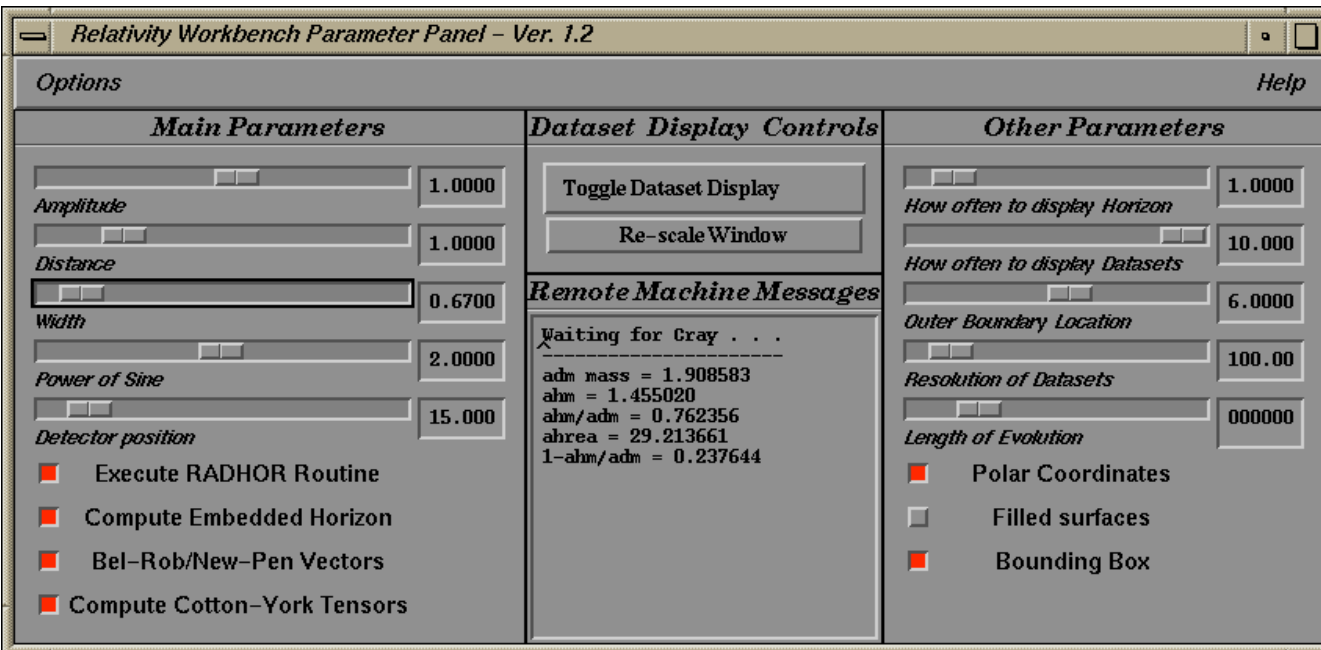 Relativity Workbench Parameter Panel – Ver. 1.2
Options
Help
Main Parameters
1.0000
Amplitude
1.0000
Distance
0.6700
Width
2.0000
Power of Sine
15.000
Detector position
Execute RADHOR Routine
Compute Embedded Horizon
Bel–Rob/New–Pen Vectors
Compute Cotton–York Tensors
Dataset Display Controls
Toggle Dataset Display
Re–scale Window
Remote Machine Messages
Waiting for Cray . . .
----------------------
adm mass = 1.908583
ahm = 1.455020
ahm/adm = 0.762356
ahrea = 29.213661
1-ahm/adm = 0.237644
Other Parameters
1.0000
How often to display Horizon
10.000
How often to display Datasets
6.0000
Outer Boundary Location
100.00
Resolution of Datasets
000000
Length of Evolution
Polar Coordinates
Filled surfaces
Bounding Box